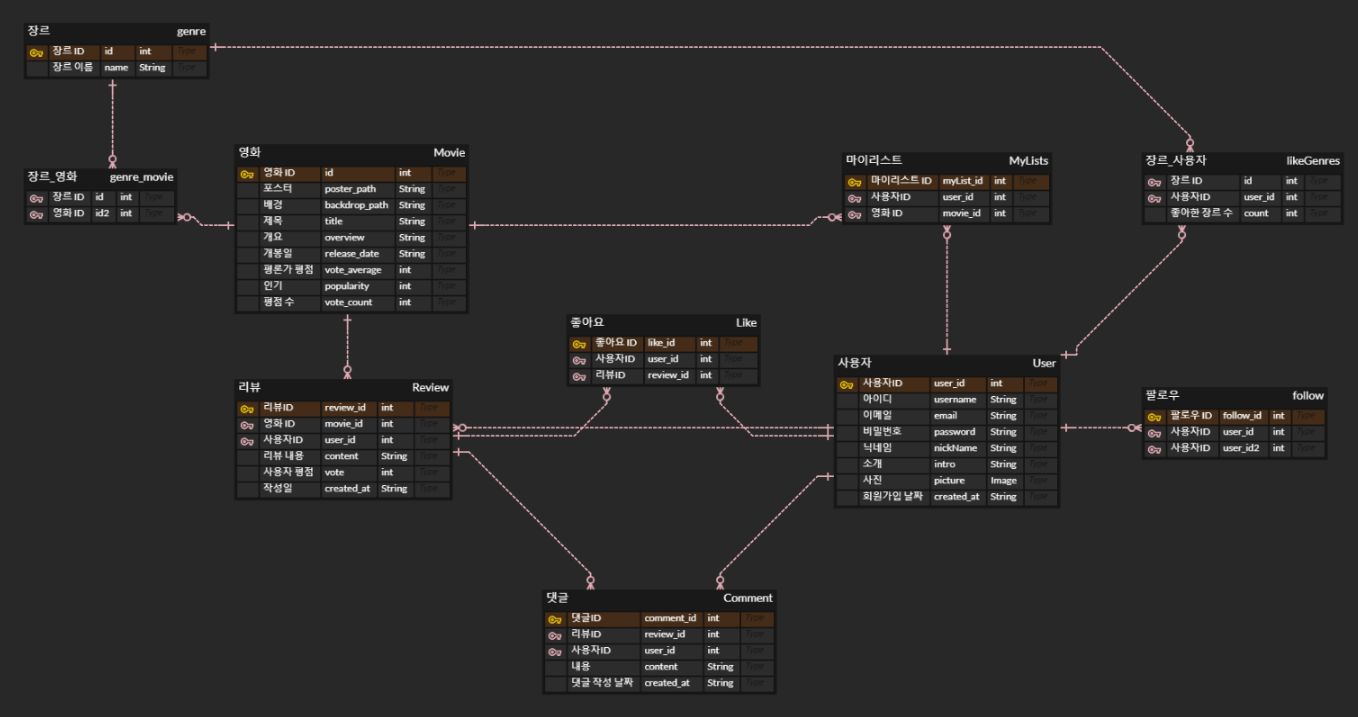 장르 genre
장르 ID id int Type
장르 이름 name String Type
장르_영화 genre_movie
장르 ID id int Type
영화 ID id2 int Type
영화 Movie
영화 ID id int Type
포스터 poster_path String Type
배경 backdrop_path String Type
제목 title String Type
개요 overview String Type
개봉일 release_date String Type
평론가 평점 vote_average int Type
인기 popularity int Type
평점 수 vote_count int Type
마이리스트 MyLists
마이리스트 ID myList_id int Type
사용자ID user_id int Type
영화 ID movie_id int Type
장르_사용자 likeGenres
장르 ID id int Type
사용자ID user_id int Type
좋아한 장르 수 count int Type
좋아요 Like
좋아요 ID like_id int Type
사용자ID user_id int Type
리뷰ID review_id int Type
사용자 User
사용자ID user_id int Type
아이디 username String Type
이메일 email String Type
비밀번호 password String Type
닉네임 nickName String Type
소개 intro String Type
사진 picture Image Type
회원가입 날짜 created_at String Type
리뷰 Review
리뷰ID review_id int Type
영화 ID movie_id int Type
사용자ID user_id int Type
리뷰 내용 content String Type
사용자 평점 vote int Type
작성일 created_at String Type
팔로우 follow
팔로우 ID follow_id int Type
사용자ID user_id int Type
사용자ID user_id2 int Type
댓글 Comment
댓글ID comment_id int Type
리뷰ID review_id int Type
사용자ID user_id int Type
내용 content String Type
댓글 작성 날짜 created_at String Type